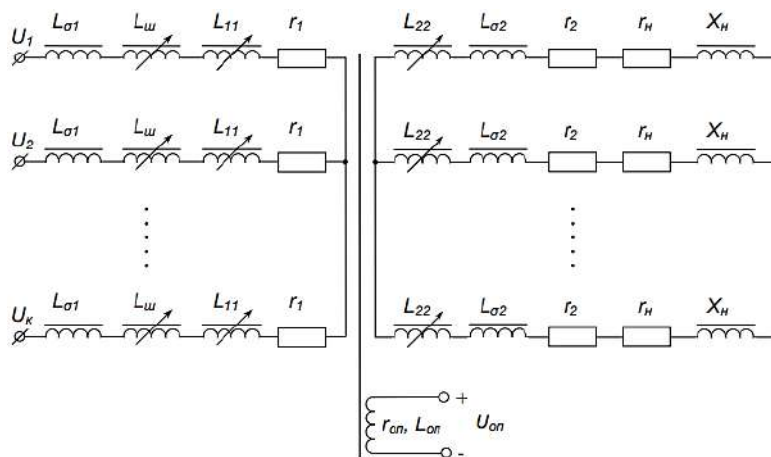 U₁ Lσ1 Lш L11 r₁ L22 Lσ2 r₂ rн Xн
U₂ Lσ1 Lш L11 r₁ L22 Lσ2 r₂ rн Xн
Uк Lσ1 Lш L11 r₁ L22 Lσ2 r₂ rн Xн
+
rоп, Lоп Uоп
-